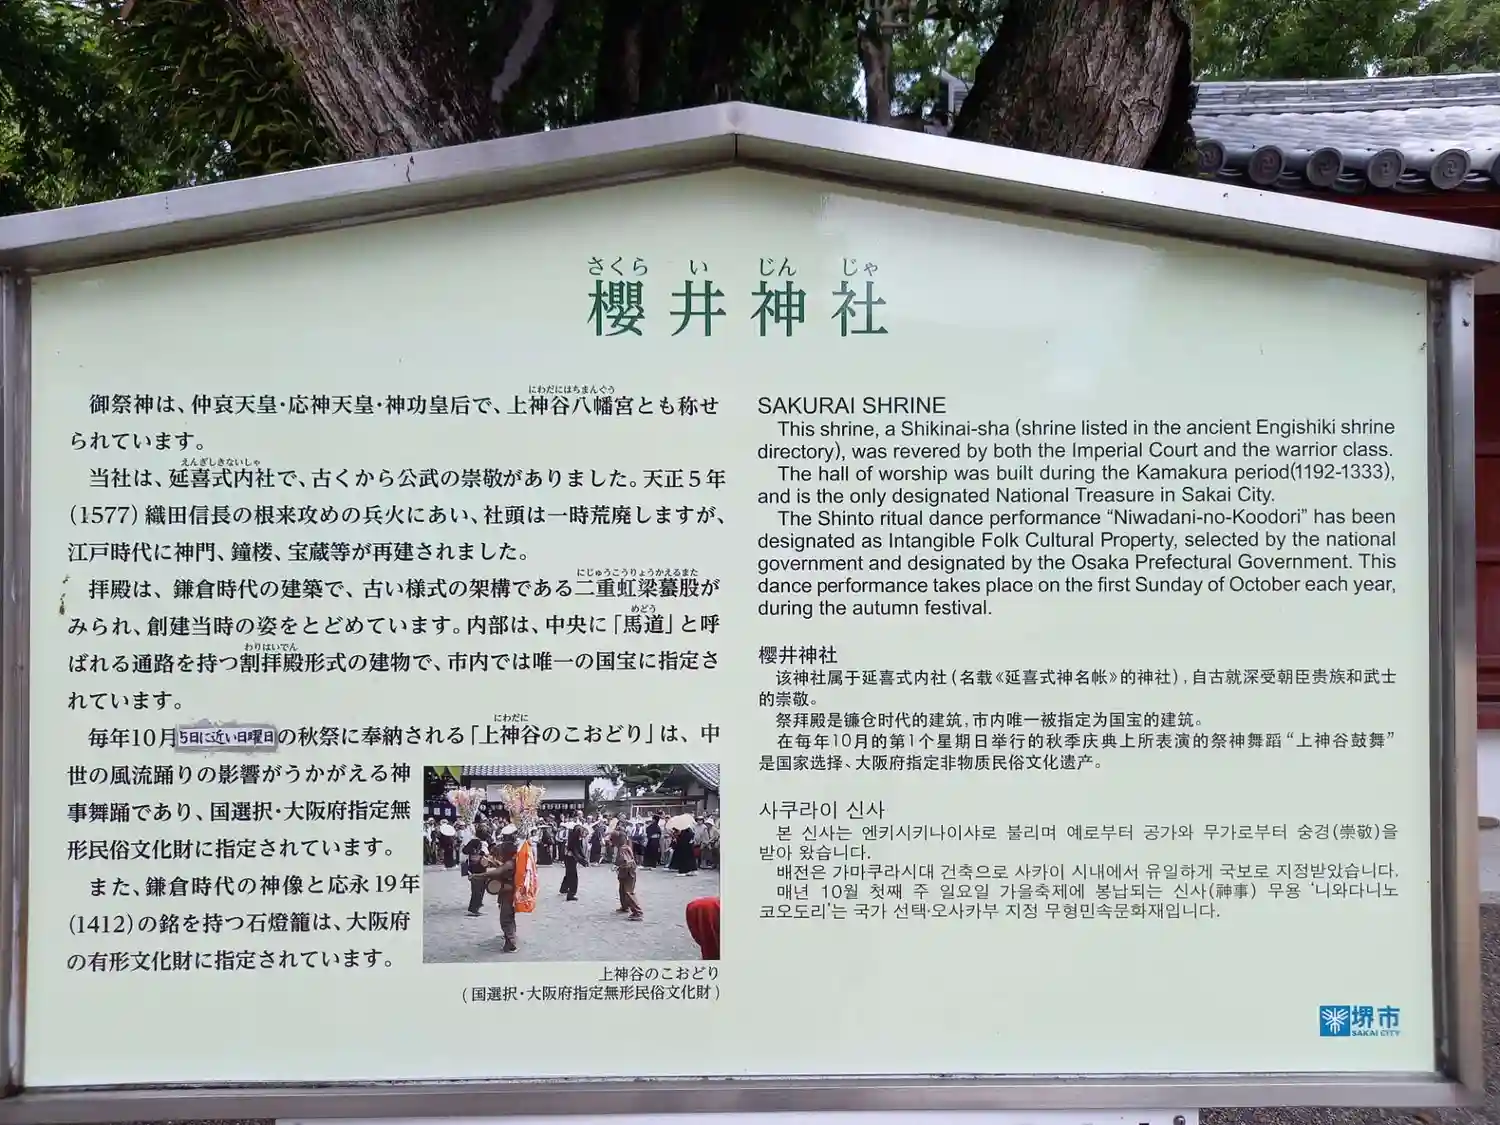 さくら い じん じゃ
櫻井神社
御祭神は、仲哀天皇・応神天皇・神功皇后で、上神谷八幡宮とも称せ
にわだにはちまんぐう
られています。
えんぎしきないしゃ
当社は、延喜式内社で、古くから公武の崇敬がありました。天正5年
(1577)織田信長の根来攻めの兵火にあい、社頭は一時荒廃しますが、
江戸時代に神門、鐘楼、宝蔵等が再建されました。
にじゅうこうりょうかえるまた
拝殿は、鎌倉時代の建築で、古い様式の架構である二重虹梁蟇股が
めどう
みられ、創建当時の姿をとどめています。内部は、中央に「馬道」と呼
わりはいでん
ばれる通路を持つ割拝殿形式の建物で、市内では唯一の国宝に指定さ
れています。
にわだに
毎年10月5日に近い日曜日の秋祭に奉納される「上神谷のこおどり」は、中
世の風流踊りの影響がうかがえる神
事舞踊であり、国選択・大阪府指定無
形民俗文化財に指定されています。
また、鎌倉時代の神像と応永19年
(1412)の銘を持つ石燈籠は、大阪府
の有形文化財に指定されています。
上神谷のこおどり
(国選択・大阪府指定無形民俗文化財)
SAKURAI SHRINE
This shrine, a Shikinai-sha (shrine listed in the ancient Engishiki shrine
directory), was revered by both the Imperial Court and the warrior class.
The hall of worship was built during the Kamakura period(1192-1333),
and is the only designated National Treasure in Sakai City.
The Shinto ritual dance performance “Niwadani-no-Koodori” has been
designated as Intangible Folk Cultural Property, selected by the national
government and designated by the Osaka Prefectural Government. This
dance performance takes place on the first Sunday of October each year,
during the autumn festival.
櫻井神社
该神社属于延喜式内社(名载《延喜式神名帐》的神社),自古就深受朝臣贵族和武士
的崇敬。
祭拜殿是镰仓时代的建筑,市内唯一被指定为国宝的建筑。
在每年10月的第1个星期日举行的秋季庆典上所表演的祭神舞蹈“上神谷鼓舞”
是国家选择、大阪府指定非物质民俗文化遗产。
사쿠라이 신사
본 신사는 엔키시키나이샤로 불리며 예로부터 공가와 무가로부터 숭경(崇敬)을
받아 왔습니다.
배전은 가마쿠라시대 건축으로 사카이 시내에서 유일하게 국보로 지정받았습니다.
매년 10월 첫째 주 일요일 가을축제에 봉납되는 신사(神事) 무용 ‘니와다니노
코오도리’는 국가 선택·오사카부 지정 무형민속문화재입니다.
堺市
SAKAI CITY